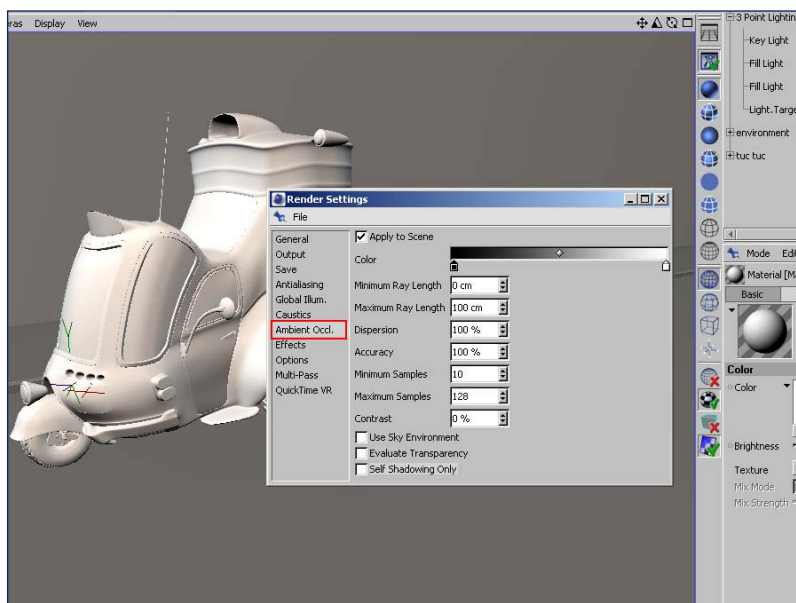 Display View
3 Point Lightin
Key Light
Fill Light
Fill Light
Light.Targe
environment
tuc tuc
Render Settings
File
General
Output
Save
Antialiasing
Global Illum.
Caustics
Ambient Occl.
Effects
Options
Multi-Pass
QuickTime VR
Apply to Scene
Color
Minimum Ray Length 0 cm
Maximum Ray Length 100 cm
Dispersion 100 %
Accuracy 100 %
Minimum Samples 10
Maximum Samples 128
Contrast 0 %
Use Sky Environment
Evaluate Transparency
Self Shadowing Only
Mode Edi
Material [Ma
Basic
Color
Color
Brightness
Texture
Mix Mode
Mix Strength